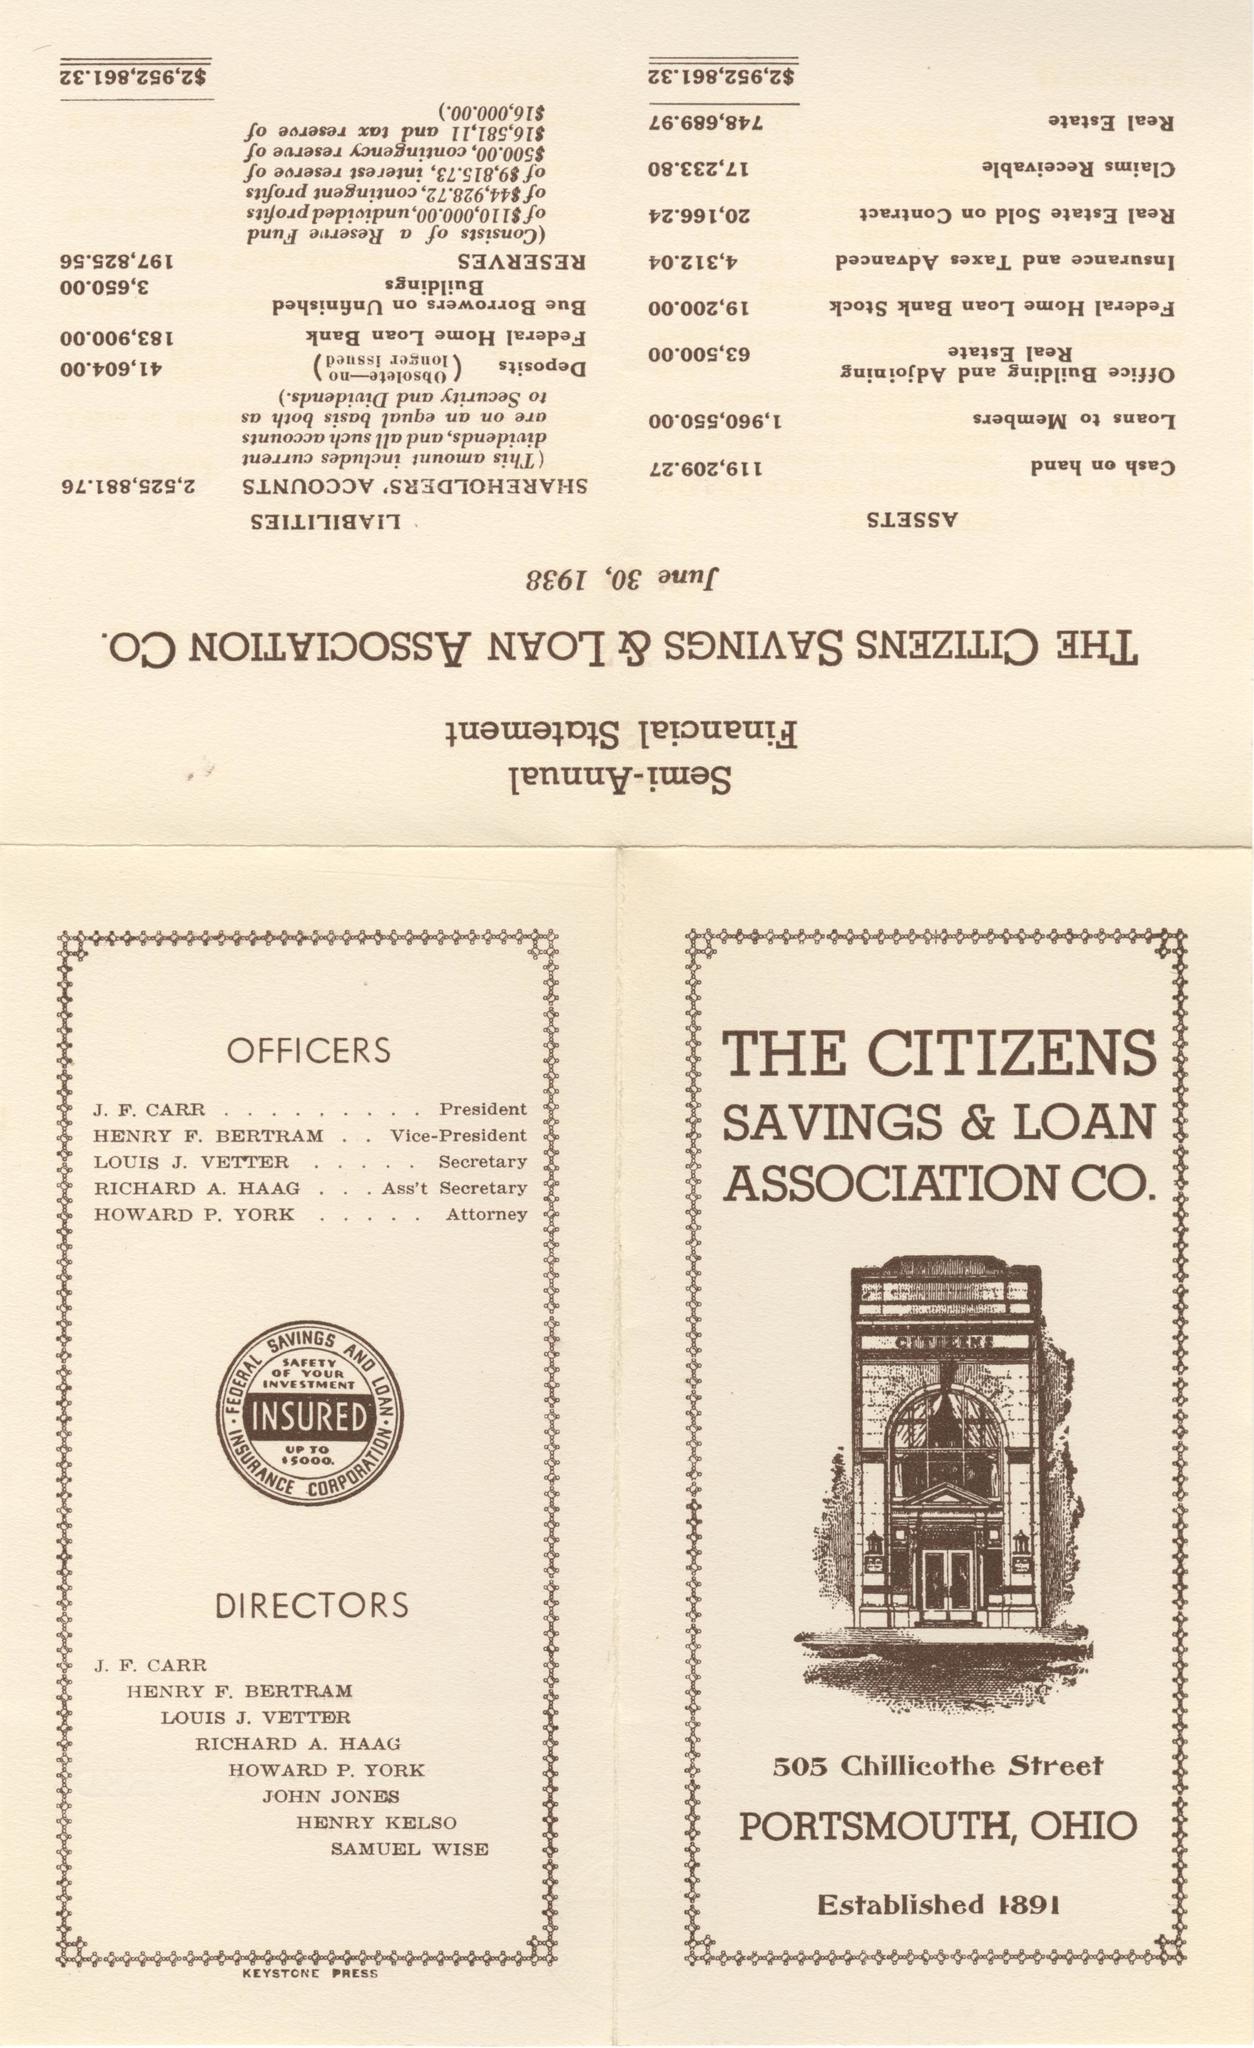 THE CITIZENS
SAVINGS & LOAN
ASSOCIATION CO.
CITIZENS
505 Chillicothe Street
PORTSMOUTH, OHIO
Established 1891
OFFICERS
J. F. CARR . . . . . . . . . President
HENRY F. BERTRAM . . Vice-President
LOUIS J. VETTER . . . . . Secretary
RICHARD A. HAAG . . . Ass't Secretary
HOWARD P. YORK . . . . . Attorney
FEDERAL SAVINGS AND LOAN
INSURANCE CORPORATION
SAFETY
OF YOUR
INVESTMENT
INSURED
UP TO
$5000.
DIRECTORS
J. F. CARR
HENRY F. BERTRAM
LOUIS J. VETTER
RICHARD A. HAAG
HOWARD P. YORK
JOHN JONES
HENRY KELSO
SAMUEL WISE
KEYSTONE PRESS
Semi-Annual
Financial Statement
THE CITIZENS SAVINGS & LOAN ASSOCIATION CO.
June 30, 1938
ASSETS
Cash on hand 119,209.27
Loans to Members 1,960,550.00
Office Building and Adjoining
Real Estate 63,500.00
Federal Home Loan Bank Stock 19,200.00
Insurance and Taxes Advanced 4,312.04
Real Estate Sold on Contract 20,166.24
Claims Receivable 17,233.80
Real Estate 748,689.97
$2,952,861.32
LIABILITIES
SHAREHOLDERS' ACCOUNTS 2,525,881.76
(This amount includes current
dividends, and all such accounts
are on an equal basis both as
to Security and Dividends.)
Deposits (Obsolete—no longer issued) 41,604.00
Federal Home Loan Bank 183,900.00
Bue Borrowers on Unfinished
Buildings 3,650.00
RESERVES 197,825.56
(Consists of a Reserve Fund
of $110,000.00, undivided profits
of $44,928.72, contingent profits
of $9,815.73, interest reserve of
$500.00, contingency reserve of
$16,581,11 and tax reserve of
$16,000.00.)
$2,952,861.32